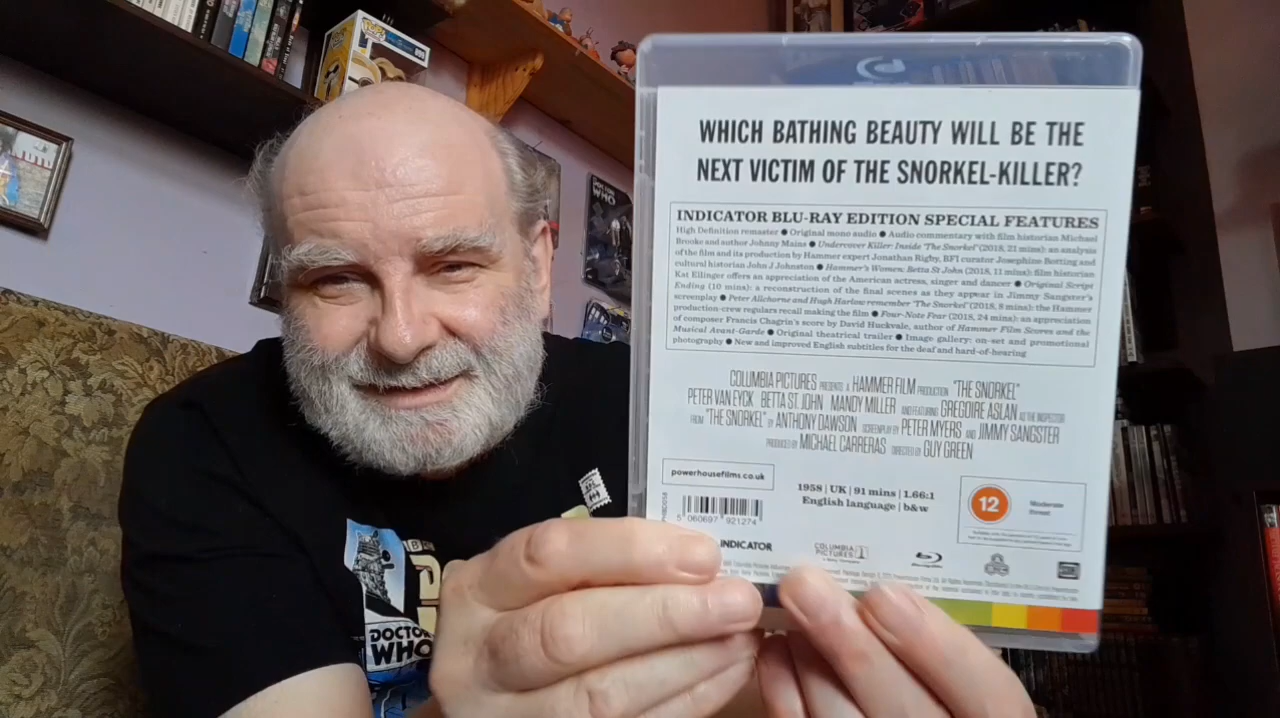 POP!
DOCTOR
WHO
WHICH BATHING BEAUTY WILL BE THE
NEXT VICTIM OF THE SNORKEL-KILLER?
INDICATOR BLU-RAY EDITION SPECIAL FEATURES
High Definition remaster ● Original mono audio ● Audio commentary with film historian Michael
Brooke and author Johnny Mains ● Undercover Killer: Inside 'The Snorkel' (2018, 21 mins): an analysis
of the film and its production by Hammer expert Jonathan Rigby, BFI curator Josephine Botting and
cultural historian John J Johnston ● Hammer's Women: Betta St John (2018, 11 mins): film historian
Kat Ellinger offers an appreciation of the American actress, singer and dancer ● Original Script
Ending (10 mins): a reconstruction of the final scenes as they appear in Jimmy Sangster's
screenplay ● Peter Allchorne and Hugh Harlow remember 'The Snorkel' (2018, 8 mins): the Hammer
production-crew regulars recall making the film ● Four-Note Fear (2018, 24 mins): an appreciation
of composer Francis Chagrin's score by David Huckvale, author of Hammer Film Scores and the
Musical Avant-Garde ● Original theatrical trailer ● Image gallery: on-set and promotional
photography ● New and improved English subtitles for the deaf and hard-of-hearing
COLUMBIA PICTURES PRESENTS A HAMMER FILM PRODUCTION "THE SNORKEL"
PETER VAN EYCK BETTA ST. JOHN MANDY MILLER AND FEATURING GREGOIRE ASLAN AS THE INSPECTOR
FROM "THE SNORKEL" BY ANTHONY DAWSON SCREENPLAY BY PETER MYERS AND JIMMY SANGSTER
PRODUCED BY MICHAEL CARRERAS DIRECTED BY GUY GREEN
powerhousefilms.co.uk
1958 | UK | 91 mins | 1.66:1
English language | b&w
12
Moderate
threat
5 060697 921274
INDICATOR
COLUMBIA
PICTURES
Blu-ray Disc
DOCTOR
WHO